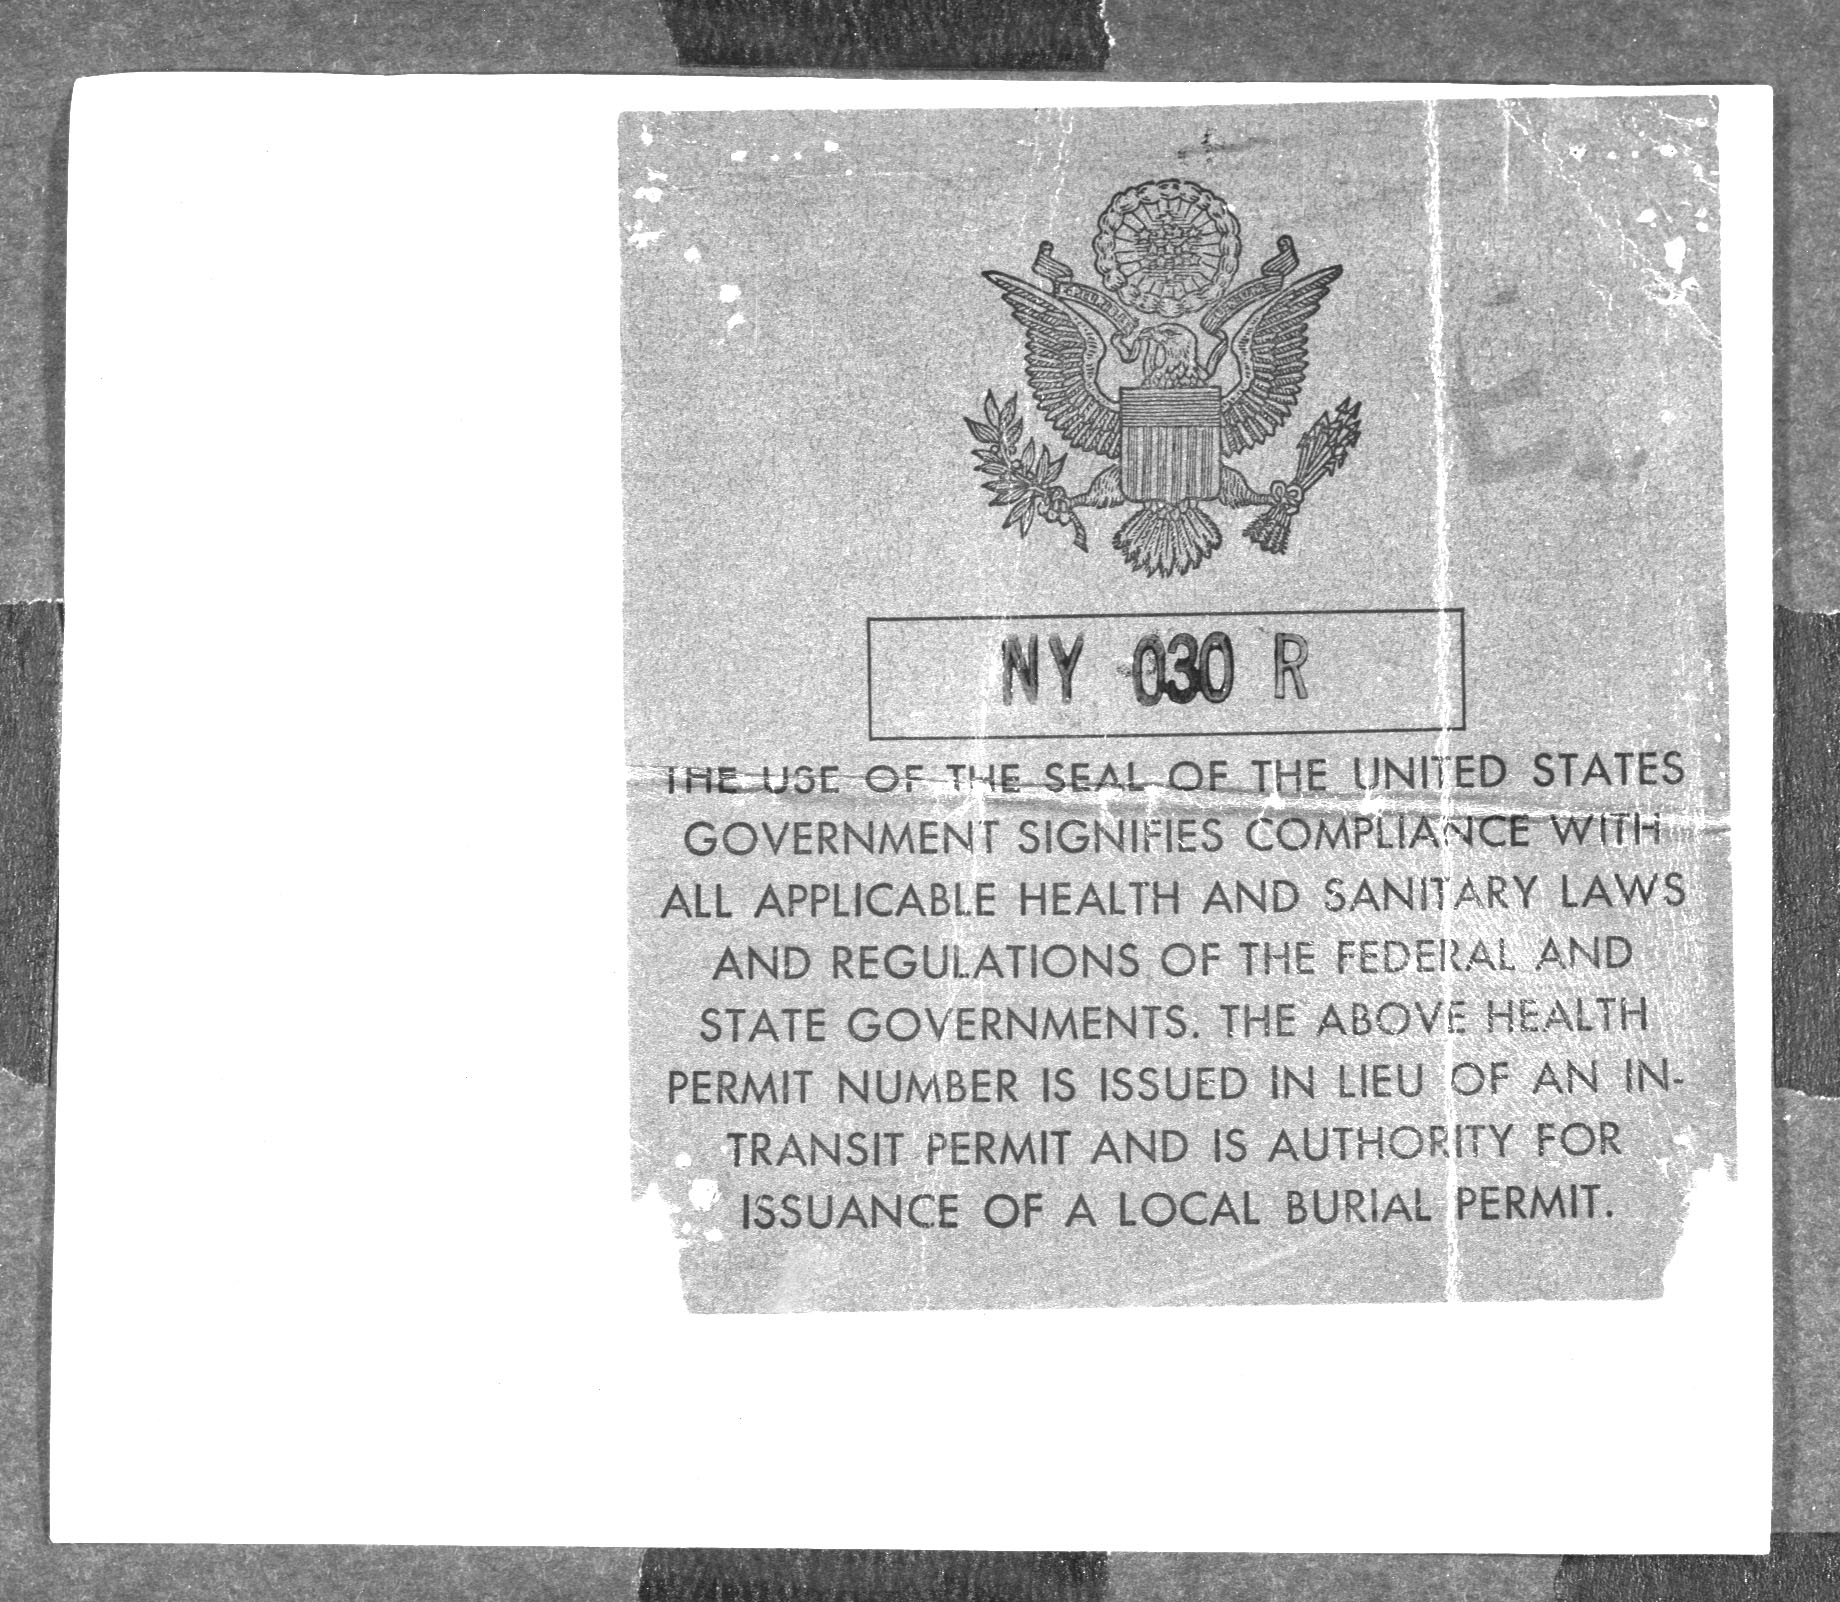 NY 030 R
THE USE OF THE SEAL OF THE UNITED STATES
GOVERNMENT SIGNIFIES COMPLIANCE WITH
ALL APPLICABLE HEALTH AND SANITARY LAWS
AND REGULATIONS OF THE FEDERAL AND
STATE GOVERNMENTS. THE ABOVE HEALTH
PERMIT NUMBER IS ISSUED IN LIEU OF AN IN-
TRANSIT PERMIT AND IS AUTHORITY FOR
ISSUANCE OF A LOCAL BURIAL PERMIT.